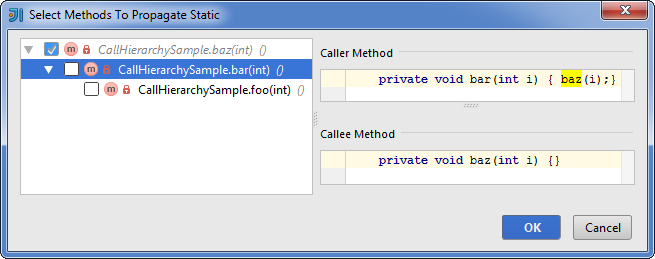 Select Methods To Propagate Static
CallHierarchySample.baz(int) ()
CallHierarchySample.bar(int) ()
CallHierarchySample.foo(int) ()
Caller Method
private void bar(int i) { baz(i);}
Callee Method
private void baz(int i) {}
OK
Cancel